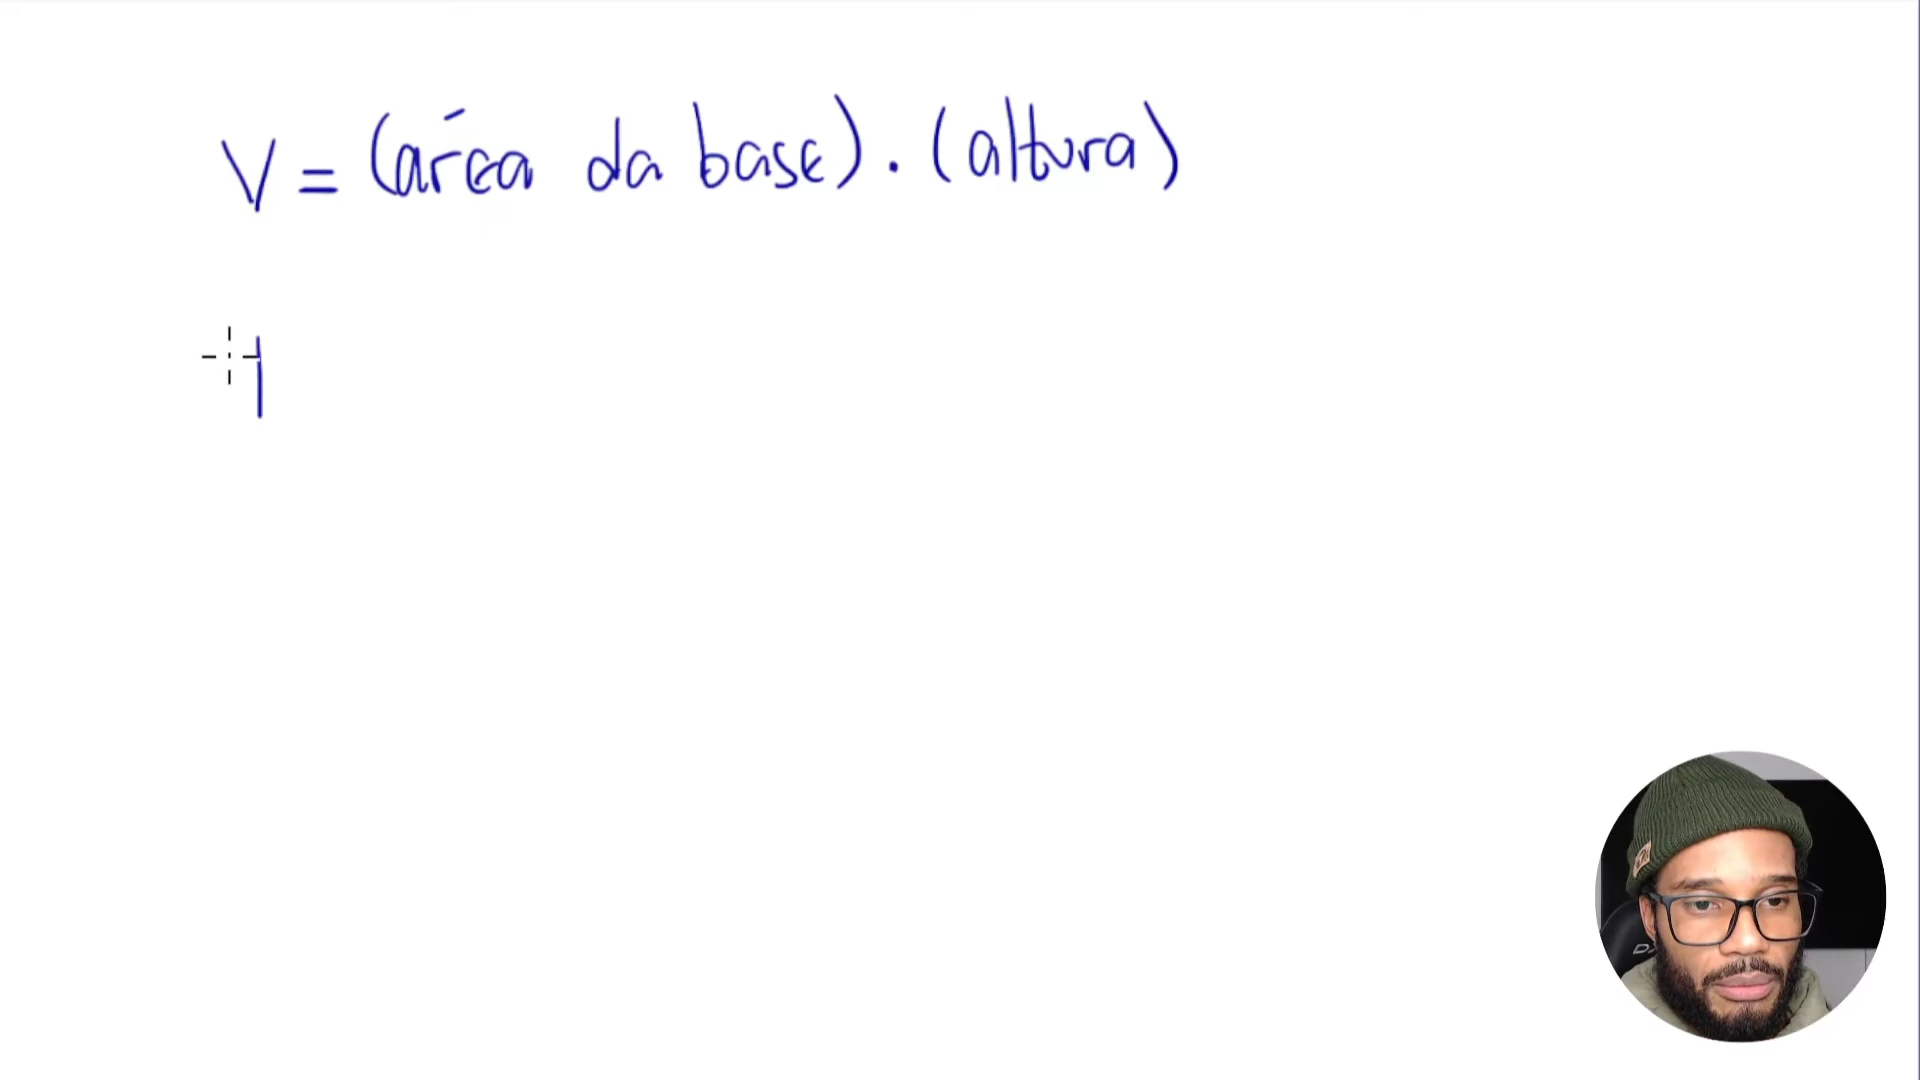 V = (área da base) . (altura)